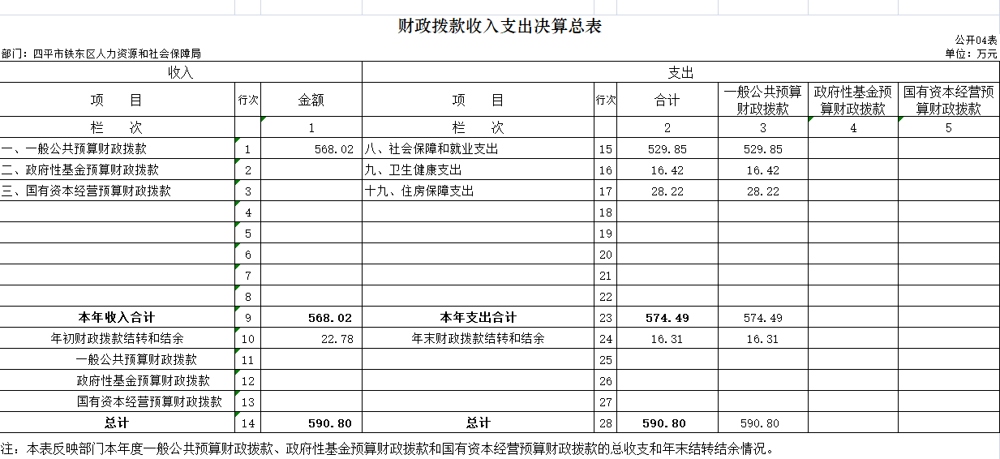 财政拨款收入支出决算总表
公开04表
部门：四平市铁东区人力资源和社会保障局 单位：万元
收入 支出
项 目 行次 金额 项 目 行次 合计 一般公共预算财政拨款 政府性基金预算财政拨款 国有资本经营预算财政拨款
栏 次 1 栏 次 2 3 4 5
一、一般公共预算财政拨款 1 568.02 八、社会保障和就业支出 15 529.85 529.85
二、政府性基金预算财政拨款 2 九、卫生健康支出 16 16.42 16.42
三、国有资本经营预算财政拨款 3 十九、住房保障支出 17 28.22 28.22
4 18
5 19
6 20
7 21
8 22
本年收入合计 9 568.02 本年支出合计 23 574.49 574.49
年初财政拨款结转和结余 10 22.78 年末财政拨款结转和结余 24 16.31 16.31
一般公共预算财政拨款 11 25
政府性基金预算财政拨款 12 26
国有资本经营预算财政拨款 13 27
总计 14 590.80 总计 28 590.80 590.80
注：本表反映部门本年度一般公共预算财政拨款、政府性基金预算财政拨款和国有资本经营预算财政拨款的总收支和年末结转结余情况。